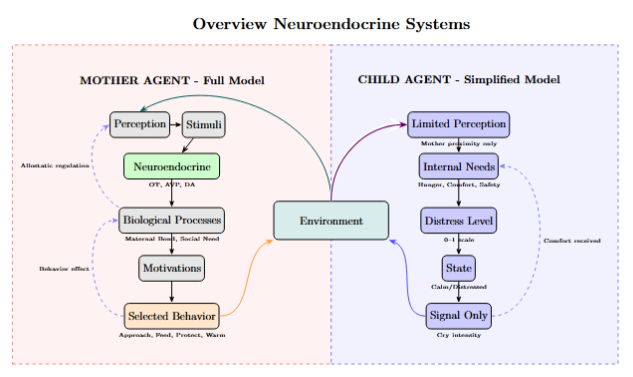 Overview Neuroendocrine Systems
MOTHER AGENT - Full Model
Perception
Stimuli
Allostatic regulation
Neuroendocrine
OT, AVP, DA
Biological Processes
Maternal Bond, Social Need
Behavior effect
Motivations
Selected Behavior
Approach, Feed, Protect, Warm
Environment
CHILD AGENT - Simplified Model
Limited Perception
Mother proximity only
Internal Needs
Hunger, Comfort, Safety
Distress Level
0–1 scale
Comfort received
State
Calm/Distressed
Signal Only
Cry intensity